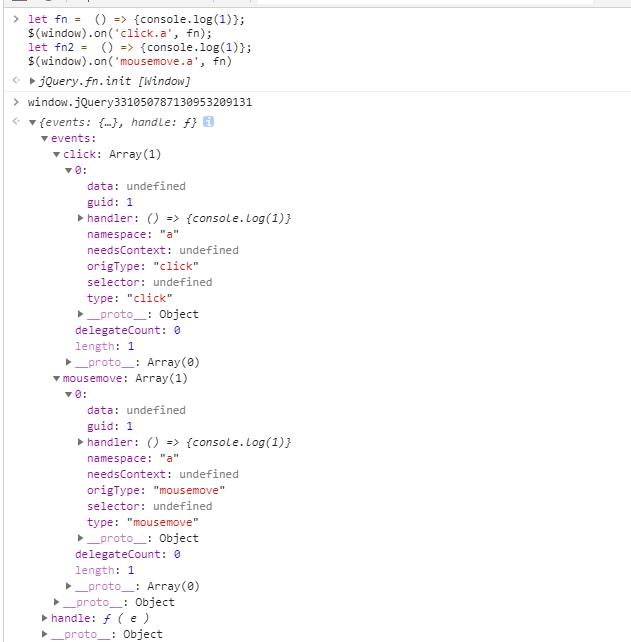 let fn =  () => {console.log(1)};
$(window).on('click.a', fn);
let fn2 =  () => {console.log(1)};
$(window).on('mousemove.a', fn)
jQuery.fn.init [Window]
window.jQuery331050787130953209131
{events: {…}, handle: ƒ} i
events:
click: Array(1)
0:
data: undefined
guid: 1
handler: () => {console.log(1)}
namespace: "a"
needsContext: undefined
origType: "click"
selector: undefined
type: "click"
__proto__: Object
delegateCount: 0
length: 1
__proto__: Array(0)
mousemove: Array(1)
0:
data: undefined
guid: 1
handler: () => {console.log(1)}
namespace: "a"
needsContext: undefined
origType: "mousemove"
selector: undefined
type: "mousemove"
__proto__: Object
delegateCount: 0
length: 1
__proto__: Array(0)
__proto__: Object
handle: ƒ ( e )
__proto__: Object